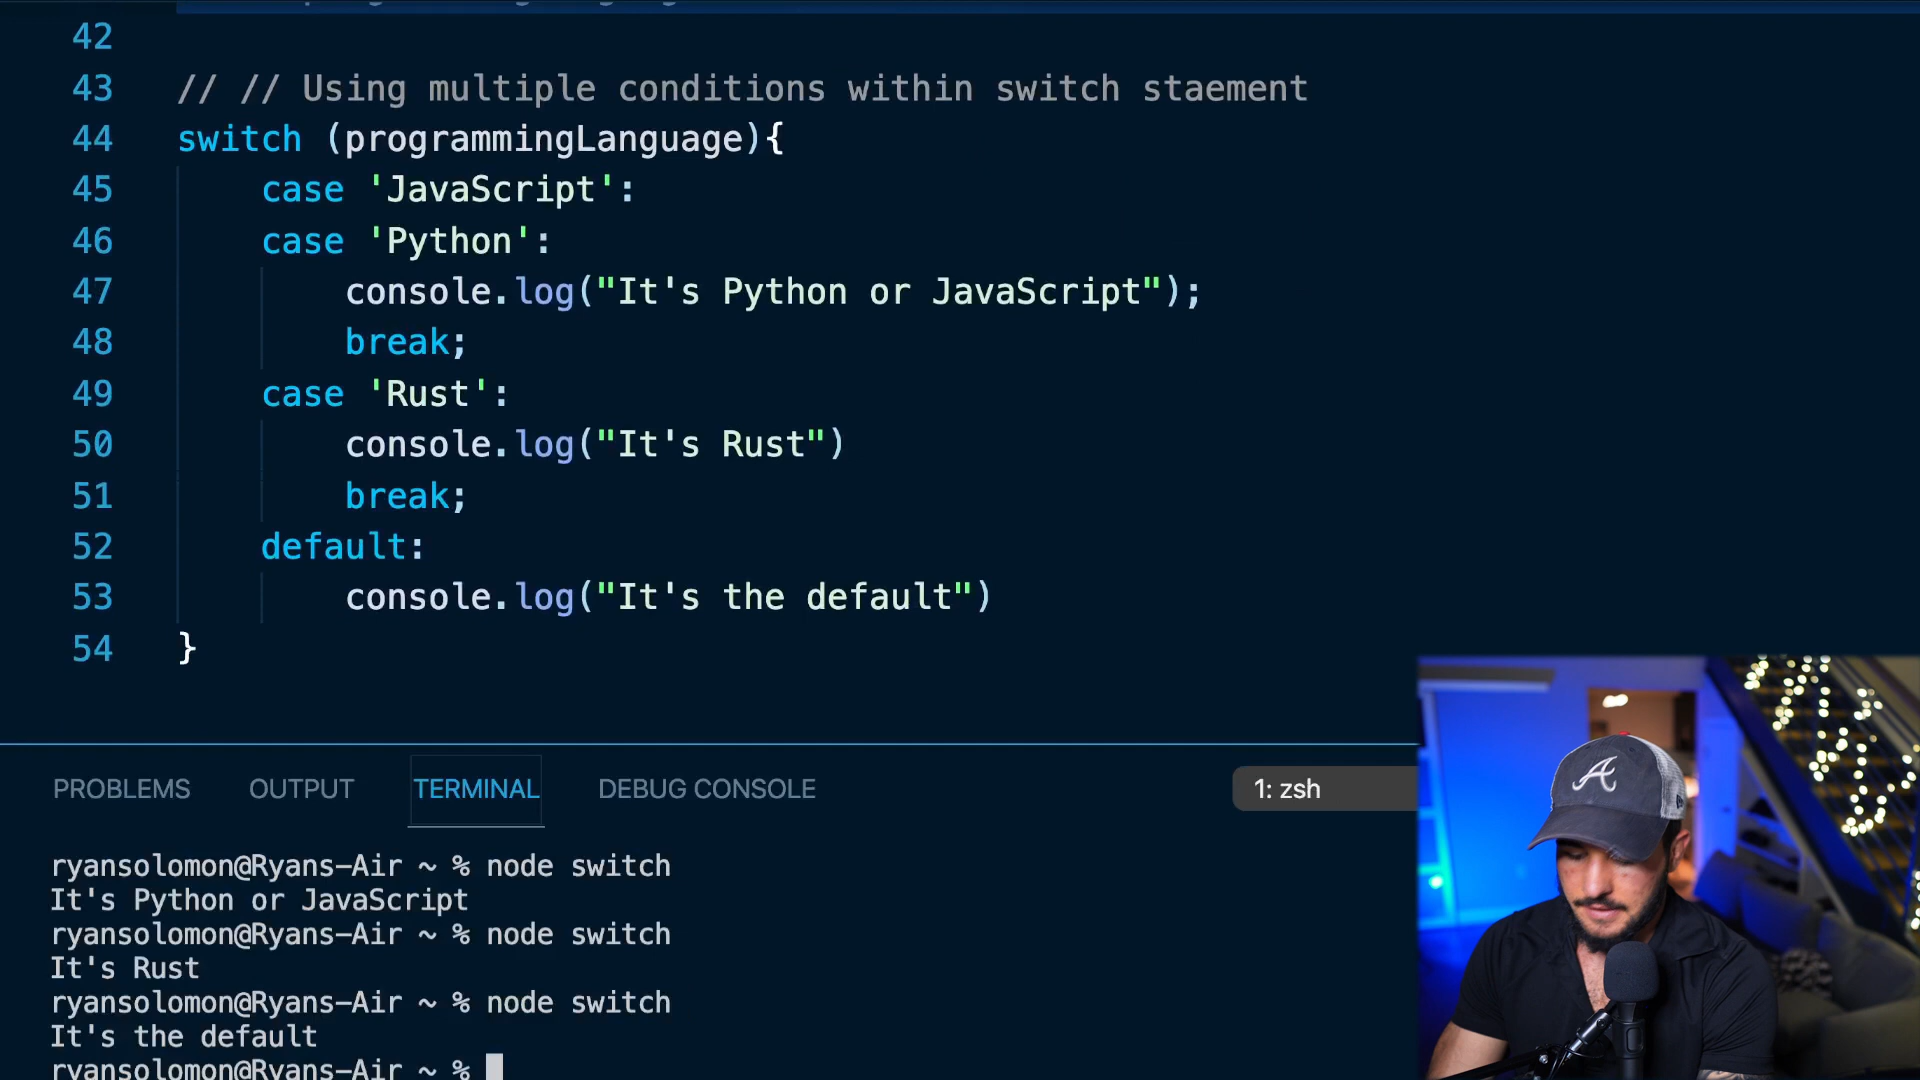 42
43 // // Using multiple conditions within switch staement
44 switch (programmingLanguage){
45 case 'JavaScript':
46 case 'Python':
47 console.log("It's Python or JavaScript");
48 break;
49 case 'Rust':
50 console.log("It's Rust")
51 break;
52 default:
53 console.log("It's the default")
54 }
PROBLEMS OUTPUT TERMINAL DEBUG CONSOLE 1: zsh
ryansolomon@Ryans-Air ~ % node switch
It's Python or JavaScript
ryansolomon@Ryans-Air ~ % node switch
It's Rust
ryansolomon@Ryans-Air ~ % node switch
It's the default
ryansolomon@Ryans-Air ~ %
A